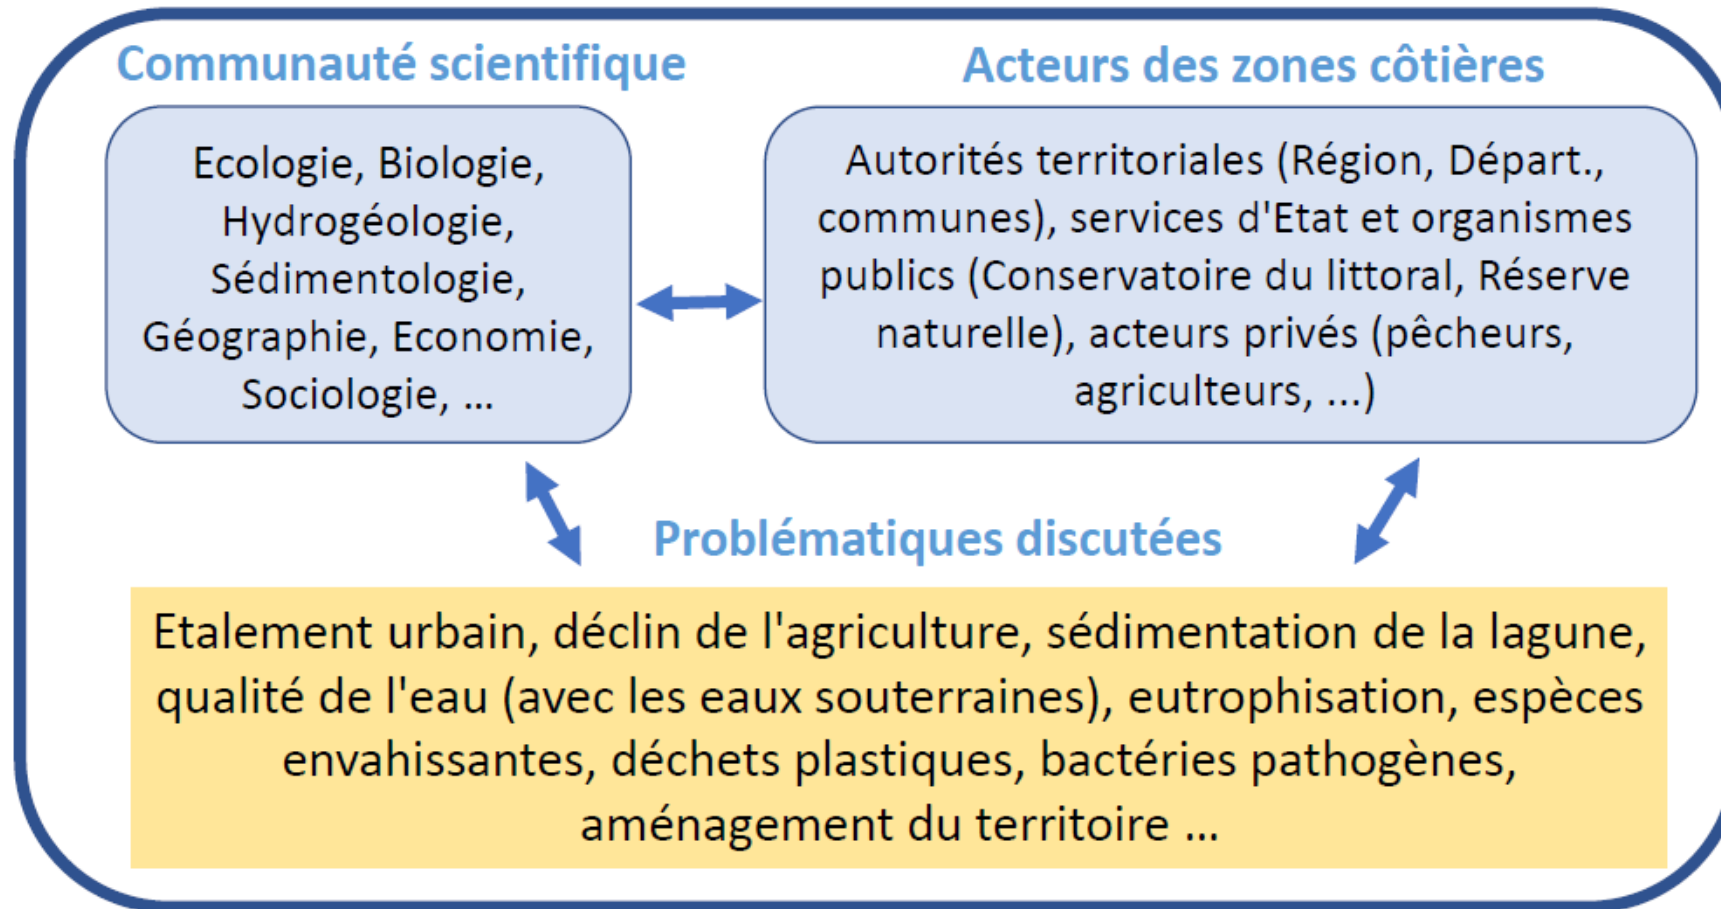 Communauté scientifique
Ecologie, Biologie,
Hydrogéologie,
Sédimentologie,
Géographie, Economie,
Sociologie, ...
Acteurs des zones côtières
Autorités territoriales (Région, Départ.,
communes), services d'Etat et organismes
publics (Conservatoire du littoral, Réserve
naturelle), acteurs privés (pêcheurs,
agriculteurs, ...)
Problématiques discutées
Etalement urbain, déclin de l'agriculture, sédimentation de la lagune,
qualité de l'eau (avec les eaux souterraines), eutrophisation, espèces
envahissantes, déchets plastiques, bactéries pathogènes,
aménagement du territoire ...